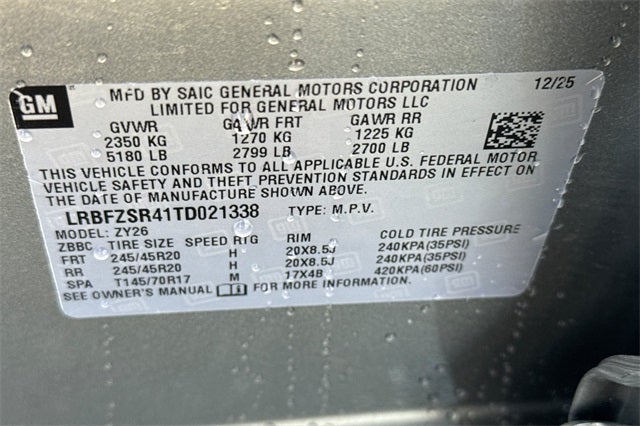 GM
MFD BY SAIC GENERAL MOTORS CORPORATION 12/25
LIMITED FOR GENERAL MOTORS LLC
GVWR GAWR FRT GAWR RR
2350 KG 1270 KG 1225 KG
5180 LB 2799 LB 2700 LB
THIS VEHICLE CONFORMS TO ALL APPLICABLE U.S. FEDERAL MOTOR
VEHICLE SAFETY AND THEFT PREVENTION STANDARDS IN EFFECT ON
THE DATE OF MANUFACTURE SHOWN ABOVE.
LRBFZSR41TD021338 TYPE: M.P.V.
MODEL: ZY26
ZBBC TIRE SIZE SPEED RTG RIM COLD TIRE PRESSURE
FRT 245/45R20 H 20X8.5J 240KPA(35PSI)
RR 245/45R20 H 20X8.5J 240KPA(35PSI)
SPA T145/70R17 M 17X4B 420KPA(60PSI)
SEE OWNER'S MANUAL FOR MORE INFORMATION.